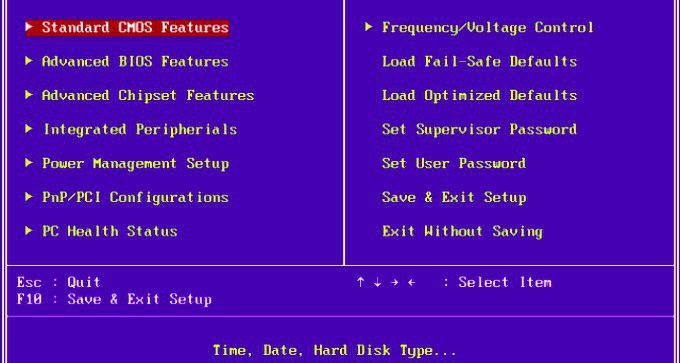 Standard CMOS Features
Advanced BIOS Features
Advanced Chipset Features
Integrated Peripherials
Power Management Setup
PnP/PCI Configurations
PC Health Status
Frequency/Voltage Control
Load Fail-Safe Defaults
Load Optimized Defaults
Set Supervisor Password
Set User Password
Save & Exit Setup
Exit Without Saving
Esc : Quit
F10 : Save & Exit Setup
↑ ↓ → ← : Select Item
Time, Date, Hard Disk Type...